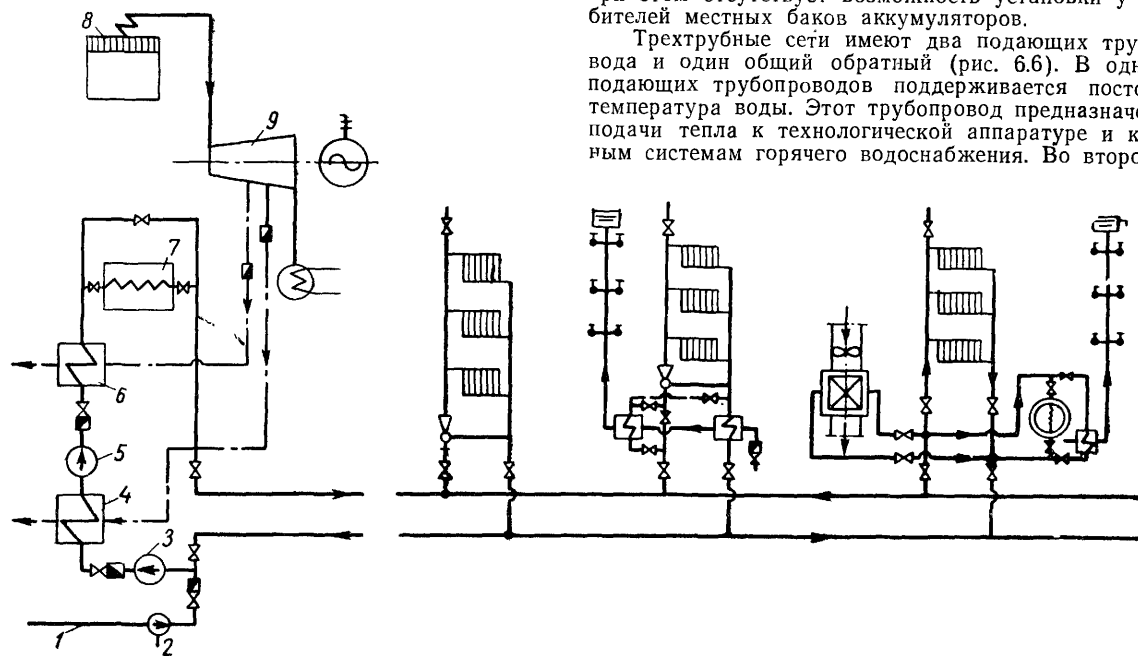 бителей местных баков аккумуляторов.
Трехтрубные сети имеют два подающих тру
вода и один общий обратный (рис. 6.6). В одн
подающих трубопроводов поддерживается посто
температура воды. Этот трубопровод предназначе
подачи тепла к технологической аппаратуре и к
ным системам горячего водоснабжения. Во второ
8
9
7
6
5
4
3
1
2